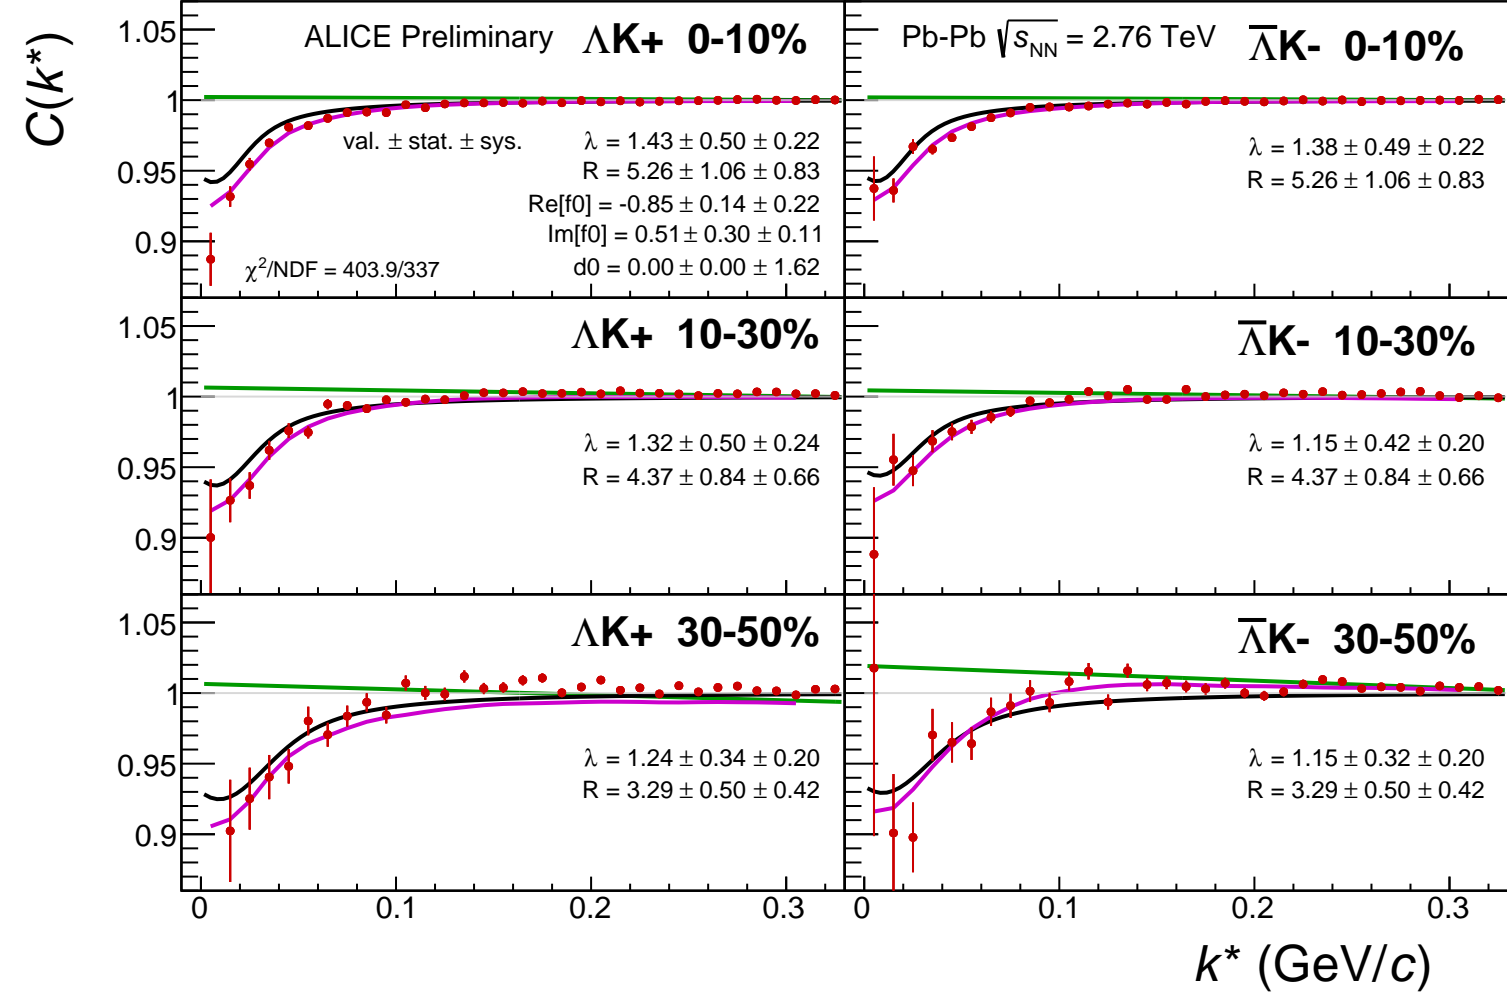 C(k*)
ALICE Preliminary ΛK+ 0-10%
1.05
1
0.95
0.9
val. ± stat. ± sys.
λ = 1.43 ± 0.50 ± 0.22
R = 5.26 ± 1.06 ± 0.83
Re[f0] = -0.85 ± 0.14 ± 0.22
Im[f0] = 0.51 ± 0.30 ± 0.11
d0 = 0.00 ± 0.00 ± 1.62
χ²/NDF = 403.9/337
Pb-Pb √s_NN = 2.76 TeV Λ̅K- 0-10%
λ = 1.38 ± 0.49 ± 0.22
R = 5.26 ± 1.06 ± 0.83
ΛK+ 10-30%
1.05
1
0.95
0.9
λ = 1.32 ± 0.50 ± 0.24
R = 4.37 ± 0.84 ± 0.66
Λ̅K- 10-30%
λ = 1.15 ± 0.42 ± 0.20
R = 4.37 ± 0.84 ± 0.66
ΛK+ 30-50%
1.05
1
0.95
0.9
λ = 1.24 ± 0.34 ± 0.20
R = 3.29 ± 0.50 ± 0.42
Λ̅K- 30-50%
λ = 1.15 ± 0.32 ± 0.20
R = 3.29 ± 0.50 ± 0.42
0 0.1 0.2 0.3 0 0.1 0.2 0.3
k* (GeV/c)